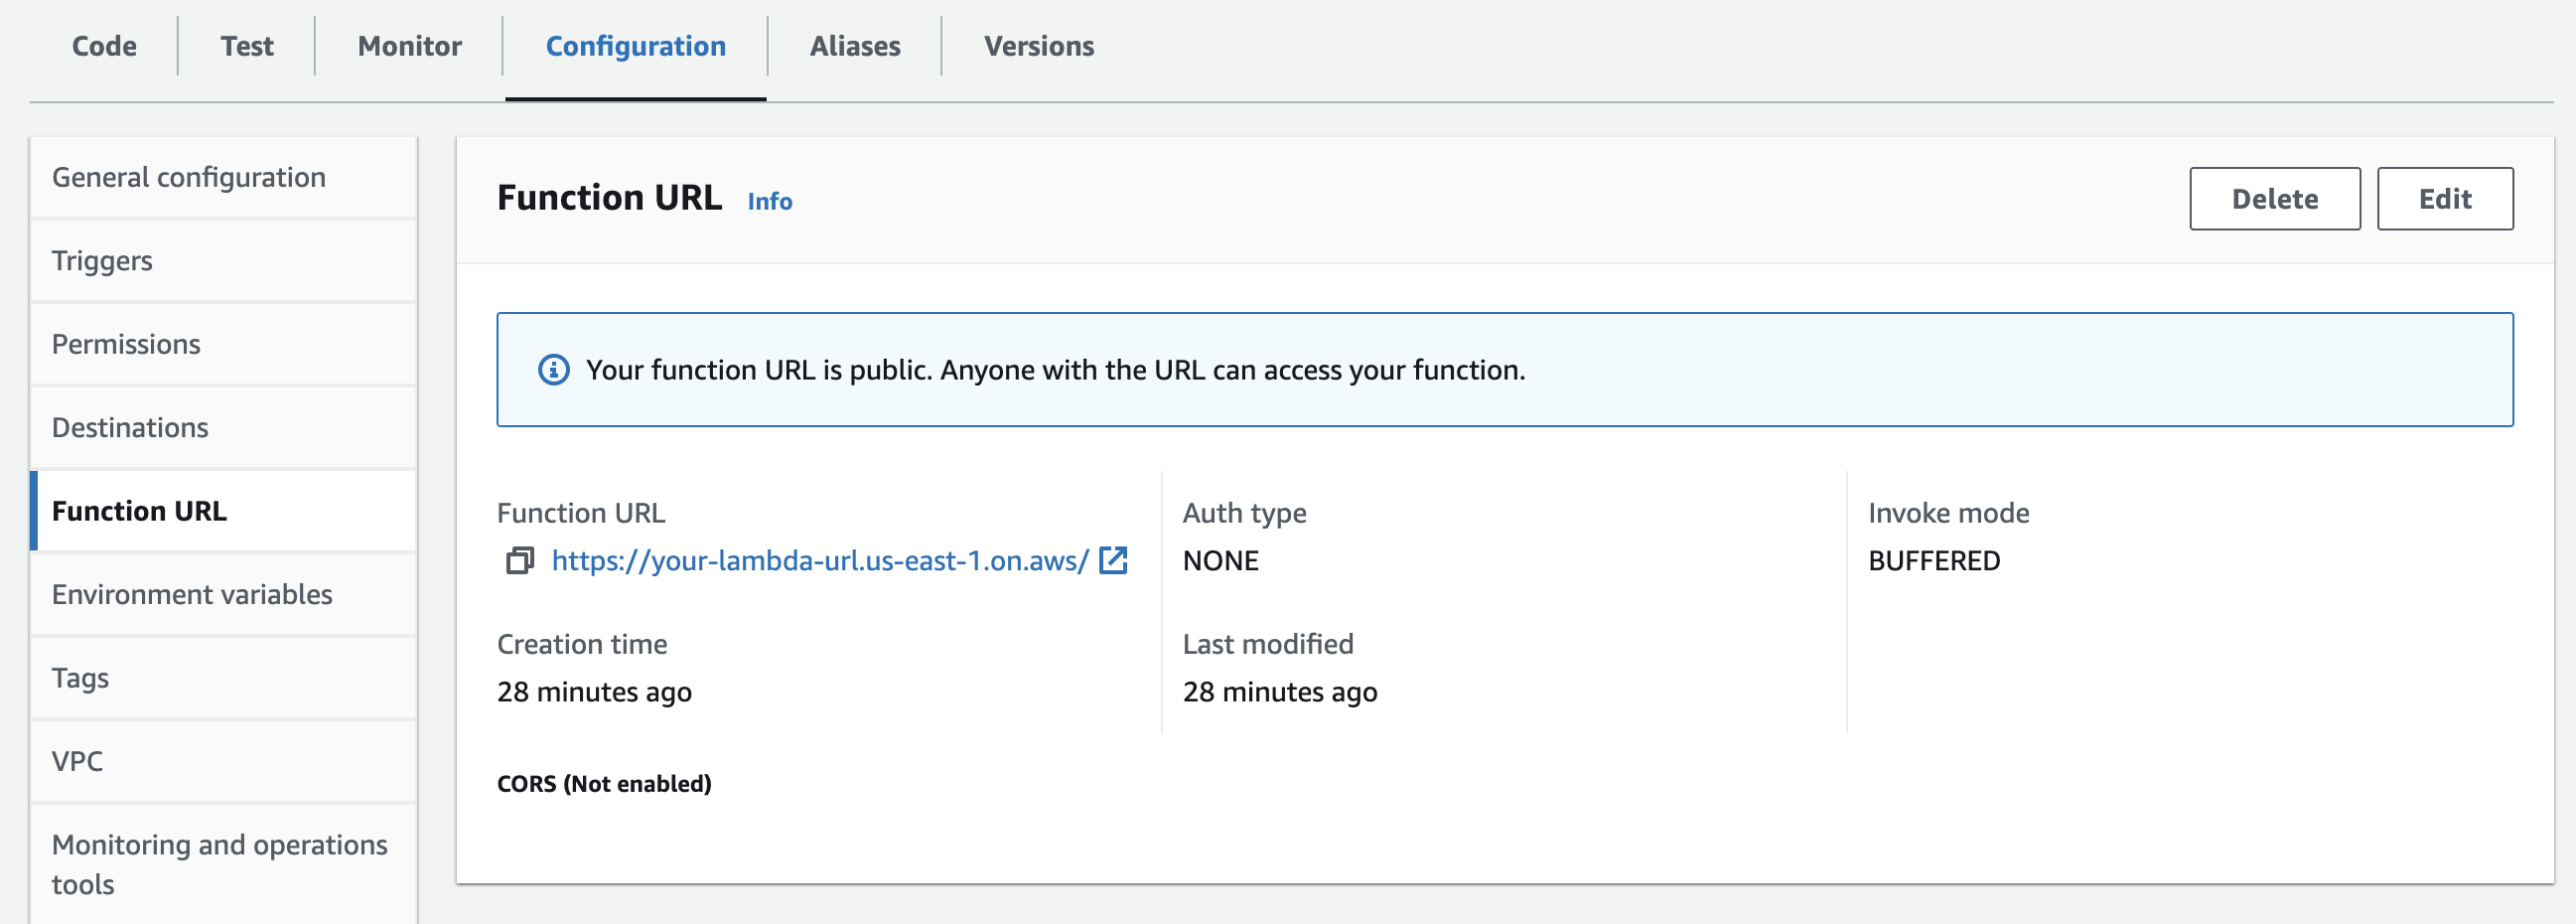 Code
Test
Monitor
Configuration
Aliases
Versions
General configuration
Triggers
Permissions
Destinations
Function URL
Environment variables
Tags
VPC
Monitoring and operations
tools
Function URL Info
Delete
Edit
Your function URL is public. Anyone with the URL can access your function.
Function URL
https://your-lambda-url.us-east-1.on.aws/
Auth type
NONE
Invoke mode
BUFFERED
Creation time
28 minutes ago
Last modified
28 minutes ago
CORS (Not enabled)